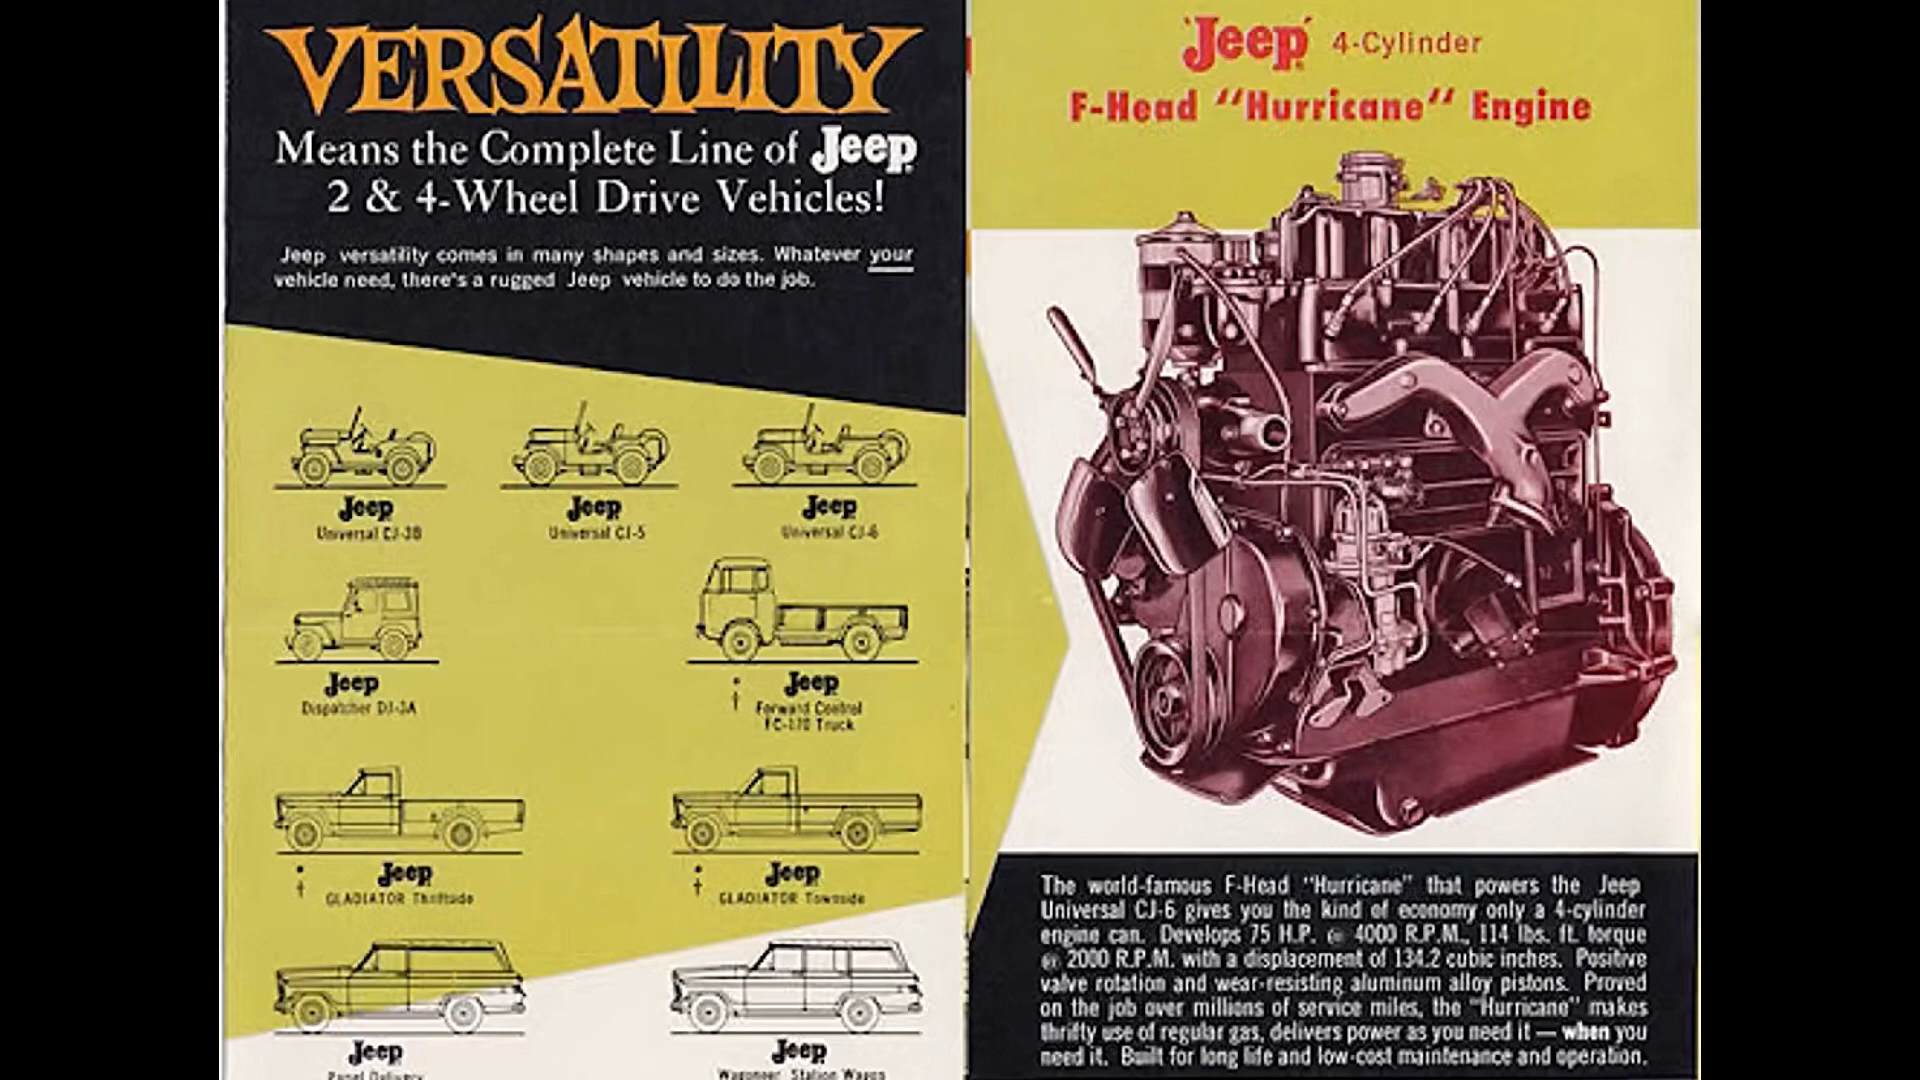 VERSATILITY
Means the Complete Line of Jeep
2 & 4-Wheel Drive Vehicles!
Jeep versatility comes in many shapes and sizes. Whatever your
vehicle need, there's a rugged Jeep vehicle to do the job.
Jeep
Universal CJ-3B
Jeep
Universal CJ-5
Jeep
Universal CJ-6
Jeep
Dispatcher DJ-3A
Jeep
Forward Control
FC-170 Truck
Jeep
GLADIATOR Thriftside
Jeep
GLADIATOR Townside
Jeep
Panel Delivery
Jeep
Wagoneer Station Wagon
'Jeep' 4-Cylinder
F-Head "Hurricane" Engine
The world-famous F-Head "Hurricane" that powers the Jeep
Universal CJ-6 gives you the kind of economy only a 4-cylinder
engine can. Develops 75 H.P. @ 4000 R.P.M., 114 lbs. ft. torque
@ 2000 R.P.M. with a displacement of 134.2 cubic inches. Positive
valve rotation and wear-resisting aluminum alloy pistons. Proved
on the job over millions of service miles, the "Hurricane" makes
thrifty use of regular gas, delivers power as you need it — when you
need it. Built for long life and low-cost maintenance and operation.